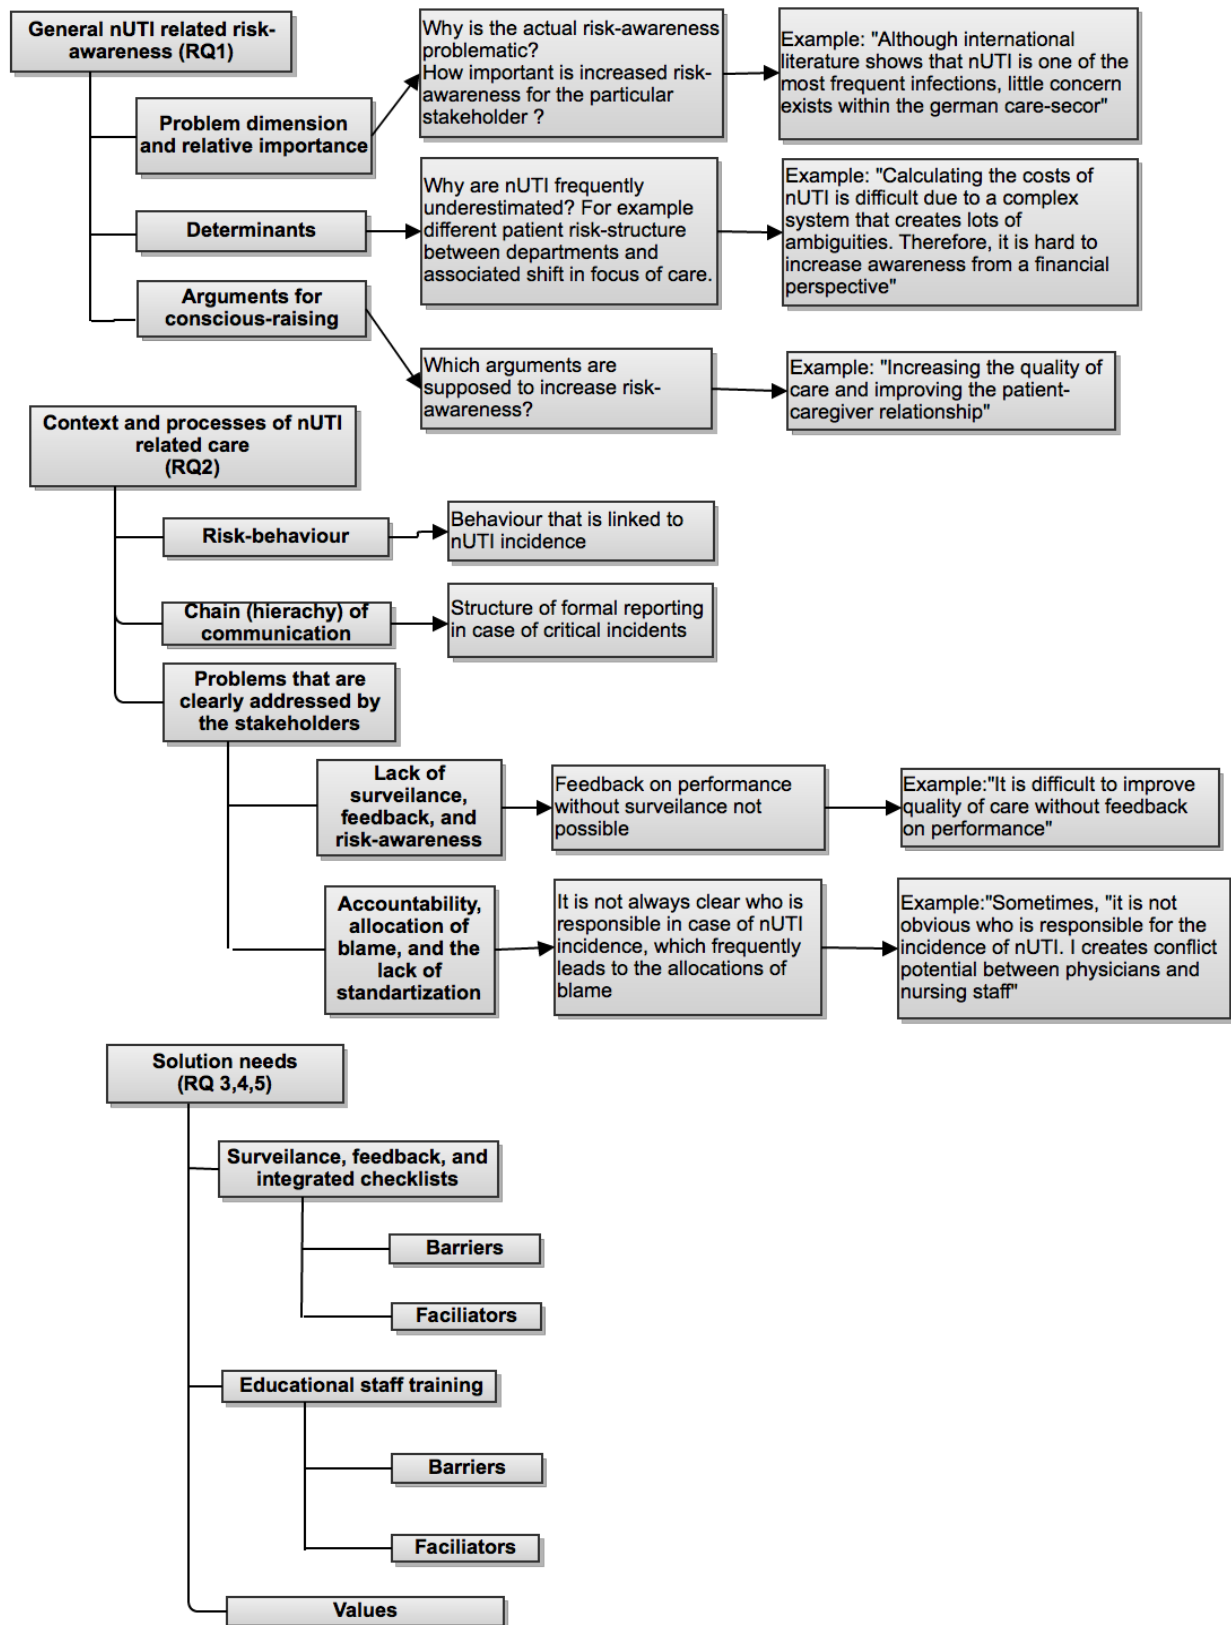 General nUTI related risk-
awareness (RQ1)
Why is the actual risk-awareness
problematic?
How important is increased risk-
awareness for the particular
stakeholder ?
Example: "Although international
literature shows that nUTI is one of the
most frequent infections, little concern
exists within the german care-secor"
Problem dimension
and relative importance
Why are nUTI frequently
underestimated? For example
different patient risk-structure
between departments and
associated shift in focus of care.
Example: "Calculating the costs of
nUTI is difficult due to a complex
system that creates lots of
ambiguities. Therefore, it is hard to
increase awareness from a financial
perspective"
Determinants
Arguments for
conscious-raising
Which arguments are
supposed to increase risk-
awareness?
Example: "Increasing the quality of
care and improving the patient-
caregiver relationship"
Context and processes of nUTI
related care
(RQ2)
Risk-behaviour
Behaviour that is linked to
nUTI incidence
Chain (hierachy) of
communication
Structure of formal reporting
in case of critical incidents
Problems that are
clearly addressed by
the stakeholders
Lack of
surveilance,
feedback, and
risk-awareness
Feedback on performance
without surveilance not
possible
Example:"It is difficult to improve
quality of care without feedback
on performance"
Accountability,
allocation of
blame, and the
lack of
standartization
It is not always clear who is
responsible in case of nUTI
incidence, which frequently
leads to the allocations of
blame
Example:"Sometimes, "it is not
obvious who is responsible for the
incidence of nUTI. I creates conflict
potential between physicians and
nursing staff"
Solution needs
(RQ 3,4,5)
Surveilance, feedback, and
integrated checklists
Barriers
Faciliators
Educational staff training
Barriers
Faciliators
Values